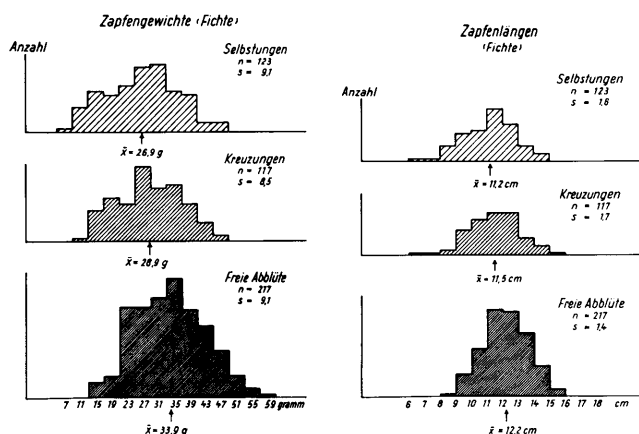 Zapfengewichte (Fichte)
Anzahl
Selbstungen
n = 123
s = 9,1
x̄ = 26,9 g
Kreuzungen
n = 117
s = 8,5
x̄ = 28,9 g
Freie Abblüte
n = 217
s = 9,1
7 11 15 19 23 27 31 35 39 43 47 51 55 59 gramm
x̄ = 33,9 g
Zapfenlängen
(Fichte)
Anzahl
Selbstungen
n = 123
s = 1,6
x̄ = 11,2 cm
Kreuzungen
n = 117
s = 1,7
x̄ = 11,5 cm
Freie Abblüte
n = 217
s = 1,4
6 7 8 9 10 11 12 13 14 15 16 17 18 cm
x̄ = 12,2 cm